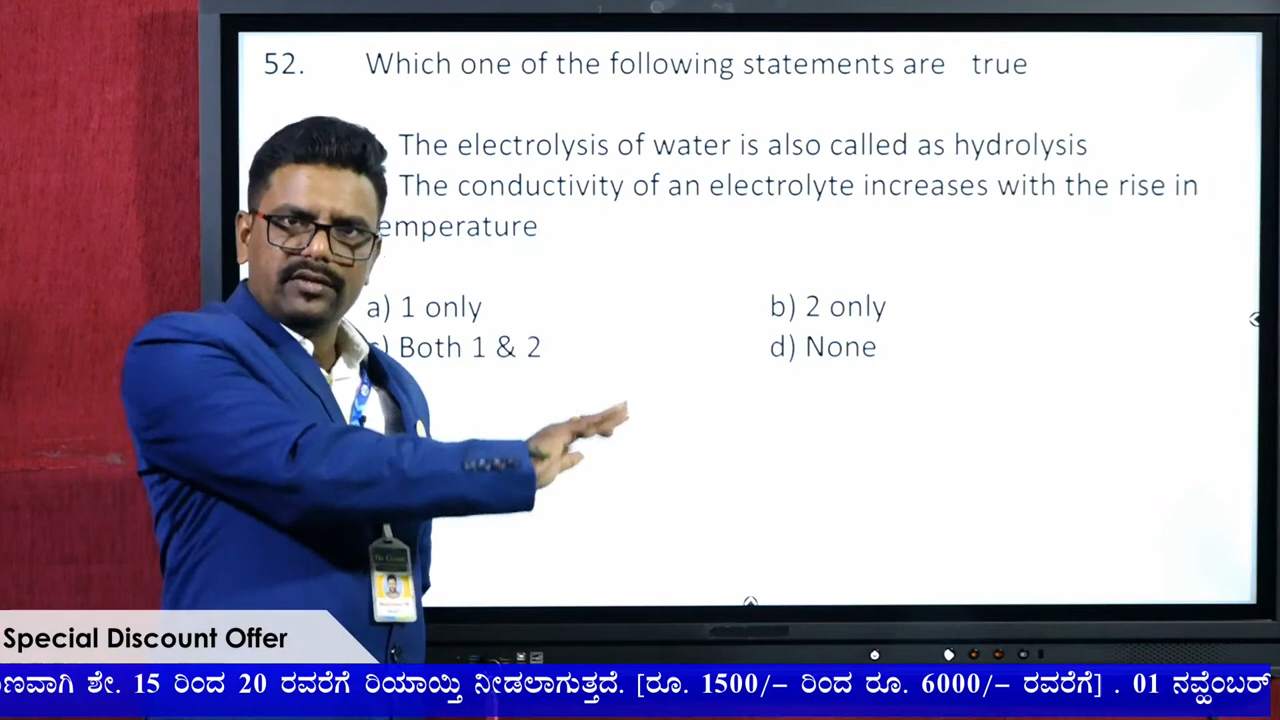 52. Which one of the following statements are true
The electrolysis of water is also called as hydrolysis
The conductivity of an electrolyte increases with the rise in
emperature
a) 1 only b) 2 only
c) Both 1 & 2 d) None
Special Discount Offer
ಣವಾಗಿ ಶೇ. 15 ರಿಂದ 20 ರವರೆಗೆ ರಿಯಾಯ್ತಿ ನೀಡಲಾಗುತ್ತದೆ. [ರೂ. 1500/– ರಿಂದ ರೂ. 6000/– ರವರೆಗೆ] . 01 ನವ್ಹೆಂಬರ್